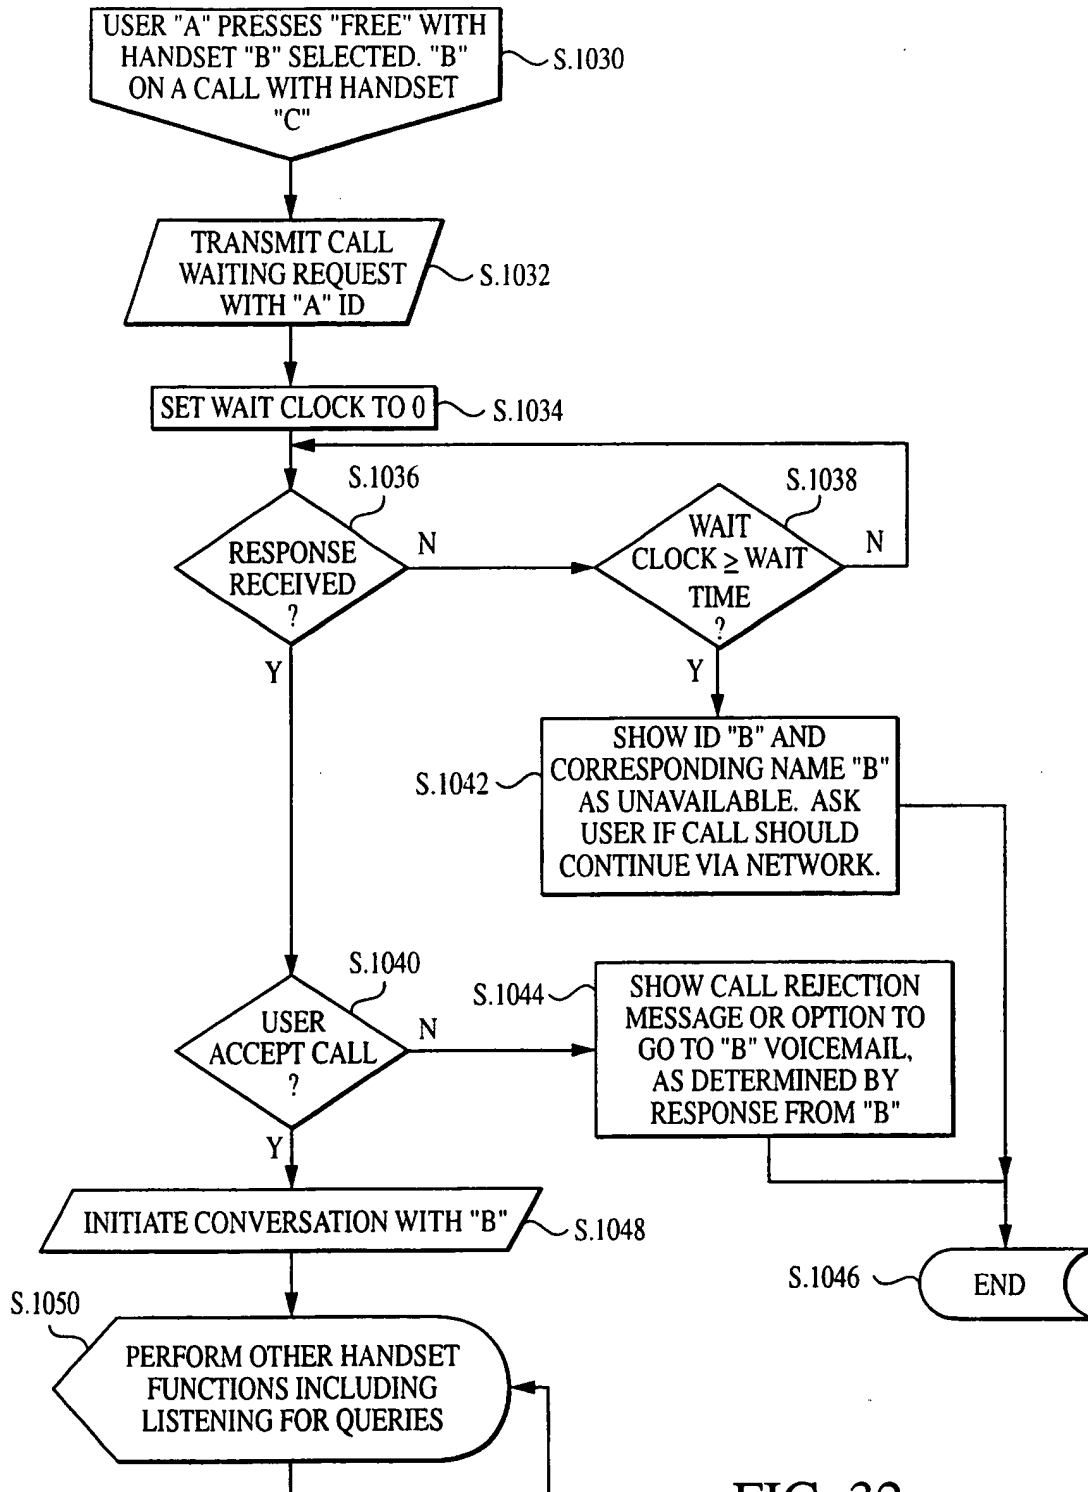 USER "A" PRESSES "FREE" WITH
HANDSET "B" SELECTED. "B"
ON A CALL WITH HANDSET
"C"
S.1030
TRANSMIT CALL
WAITING REQUEST
WITH "A" ID
S.1032
SET WAIT CLOCK TO 0
S.1034
S.1036
RESPONSE
RECEIVED
?
N
Y
S.1038
WAIT
CLOCK ≥ WAIT
TIME
?
N
Y
SHOW ID "B" AND
CORRESPONDING NAME "B"
AS UNAVAILABLE. ASK
USER IF CALL SHOULD
CONTINUE VIA NETWORK.
S.1042
S.1040
USER
ACCEPT CALL
?
N
Y
S.1044
SHOW CALL REJECTION
MESSAGE OR OPTION TO
GO TO "B" VOICEMAIL,
AS DETERMINED BY
RESPONSE FROM "B"
INITIATE CONVERSATION WITH "B"
S.1048
S.1046
END
S.1050
PERFORM OTHER HANDSET
FUNCTIONS INCLUDING
LISTENING FOR QUERIES